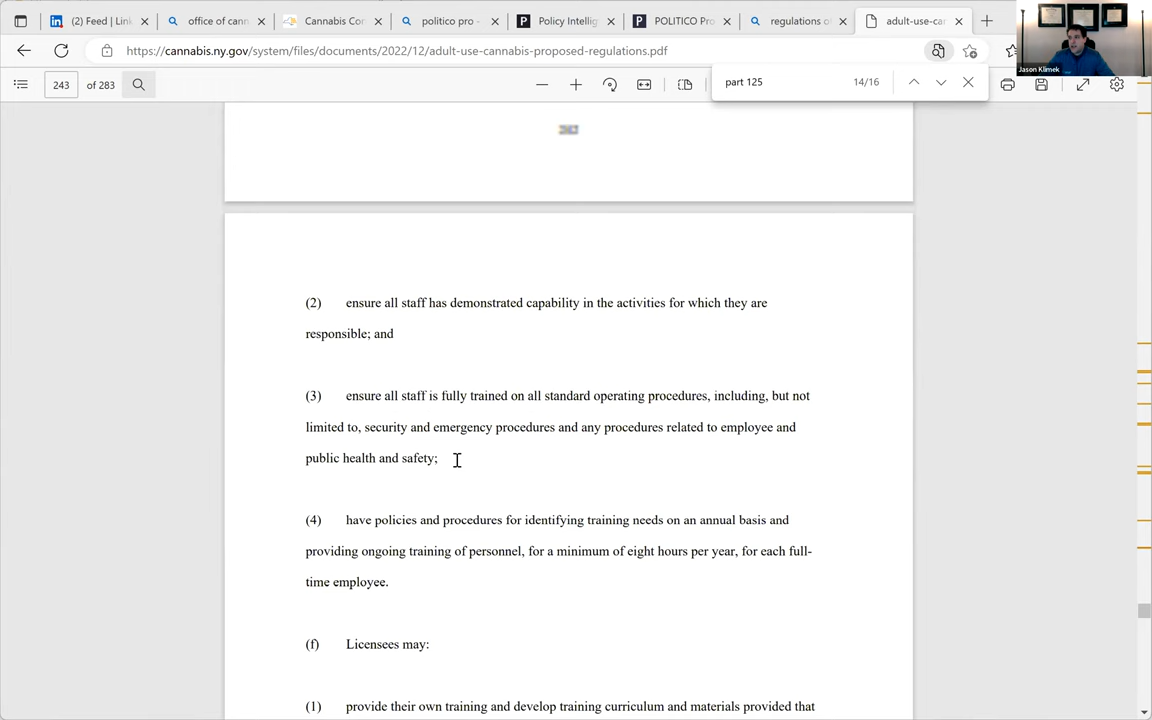 (2) Feed | Link
office of cann
Cannabis Con
politico pro -
Policy Intellig
POLITICO Pro
regulations of
adult-use-can
https://cannabis.ny.gov/system/files/documents/2022/12/adult-use-cannabis-proposed-regulations.pdf
Jason Klimek
243 of 283
part 125 14/16
(2) ensure all staff has demonstrated capability in the activities for which they are
responsible; and
(3) ensure all staff is fully trained on all standard operating procedures, including, but not
limited to, security and emergency procedures and any procedures related to employee and
public health and safety;
(4) have policies and procedures for identifying training needs on an annual basis and
providing ongoing training of personnel, for a minimum of eight hours per year, for each full-
time employee.
(f) Licensees may:
(1) provide their own training and develop training curriculum and materials provided that